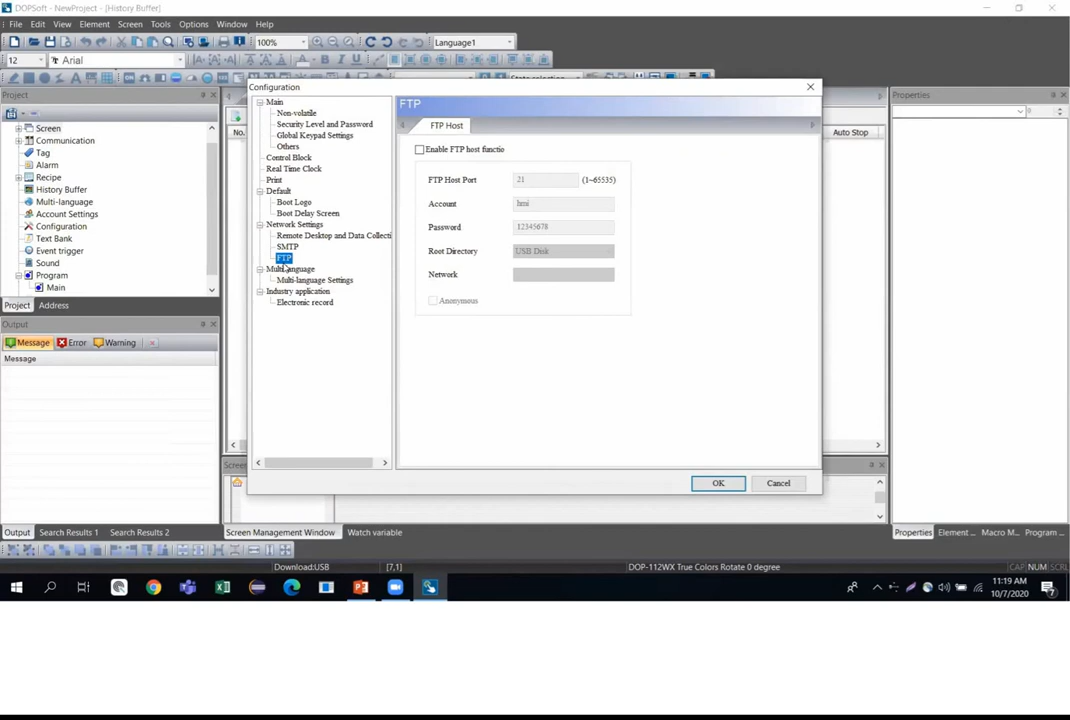 DOPSoft - NewProject - [History Buffer]
File Edit View Element Screen Tools Options Window Help
100% Language1
12 Arial
Project
Screen
Communication
Tag
Alarm
Recipe
History Buffer
Multi-language
Account Settings
Configuration
Text Bank
Event trigger
Sound
Program
Main
Project Address
Output
Message Error Warning
Message
No.
Configuration
Main
Non-volatile
Security Level and Password
Global Keypad Settings
Others
Control Block
Real Time Clock
Print
Default
Boot Logo
Boot Delay Screen
Network Settings
Remote Desktop and Data Collecti
SMTP
FTP
Multi-language
Multi-language Settings
Industry application
Electronic record
FTP
FTP Host
Enable FTP host functio
FTP Host Port 21 (1~65535)
Account hmi
Password 12345678
Root Directory USB Disk
Network
Anonymous
OK Cancel
Auto Stop
Properties
Output Search Results 1 Search Results 2
Screen Management Window Watch variable
Properties Element ... Macro M... Program ...
Download:USB [7,1] DOP-112WX True Colors Rotate 0 degree CAP NUM SCRL
11:19 AM
10/7/2020
7